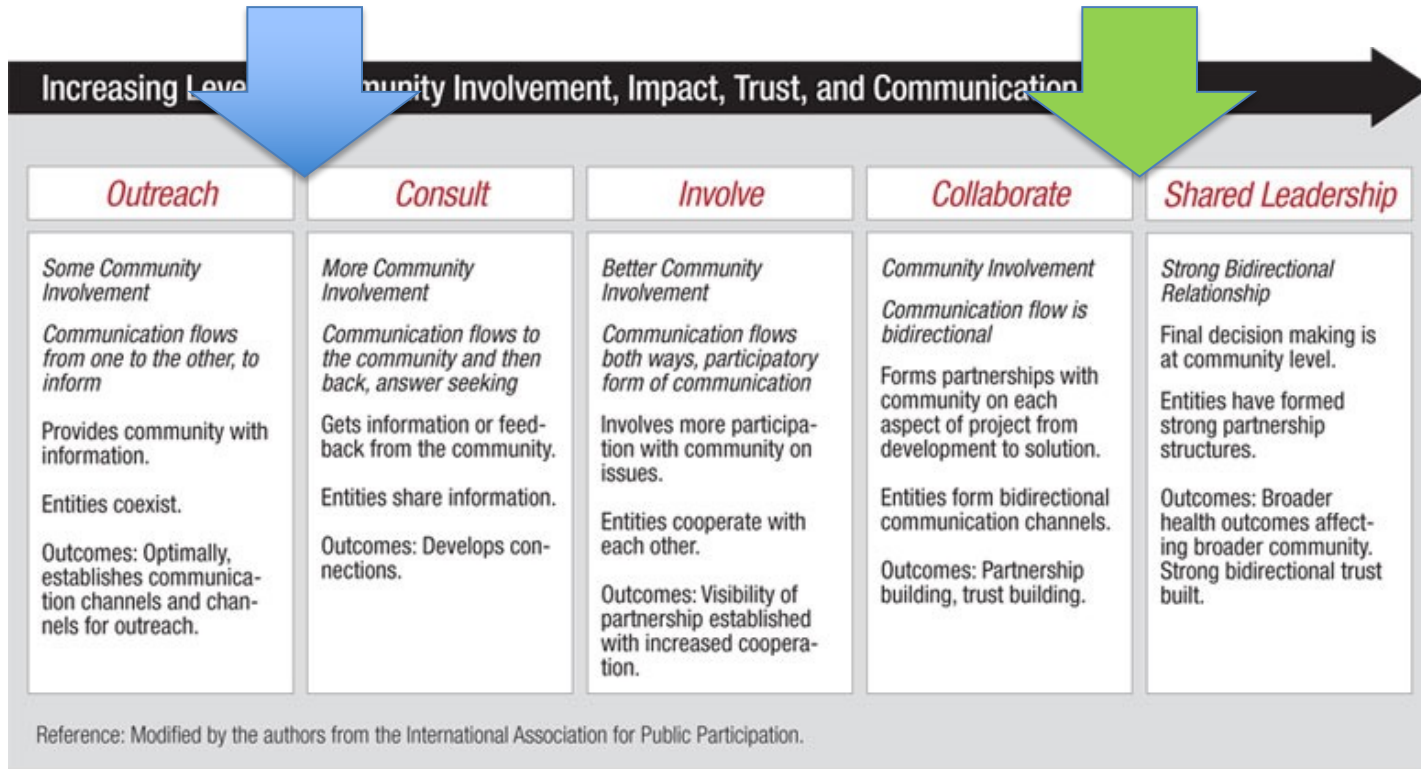 Increasing Leve munity Involvement, Impact, Trust, and Communication
Outreach
Consult
Involve
Collaborate
Shared Leadership
Some Community
Involvement
Communication flows
from one to the other, to
inform
Provides community with
information.
Entities coexist.
Outcomes: Optimally,
establishes communica-
tion channels and chan-
nels for outreach.
More Community
Involvement
Communication flows to
the community and then
back, answer seeking
Gets information or feed-
back from the community.
Entities share information.
Outcomes: Develops con-
nections.
Better Community
Involvement
Communication flows
both ways, participatory
form of communication
Involves more participa-
tion with community on
issues.
Entities cooperate with
each other.
Outcomes: Visibility of
partnership established
with increased coopera-
tion.
Community Involvement
Communication flow is
bidirectional
Forms partnerships with
community on each
aspect of project from
development to solution.
Entities form bidirectional
communication channels.
Outcomes: Partnership
building, trust building.
Strong Bidirectional
Relationship
Final decision making is
at community level.
Entities have formed
strong partnership
structures.
Outcomes: Broader
health outcomes affect-
ing broader community.
Strong bidirectional trust
built.
Reference: Modified by the authors from the International Association for Public Participation.